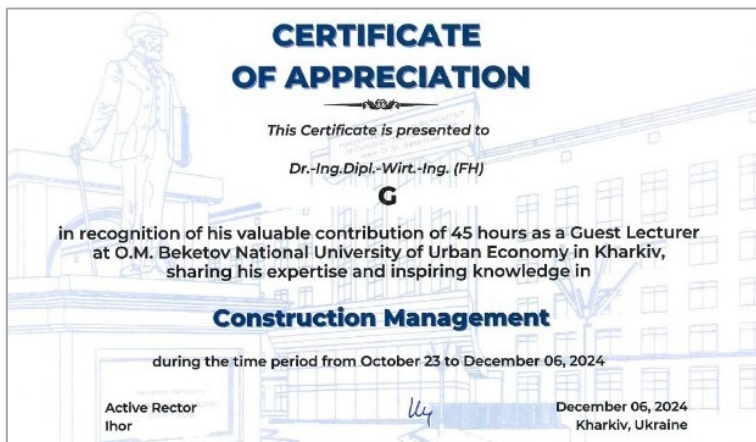 CERTIFICATE
OF APPRECIATION
This Certificate is presented to
Dr.-Ing.Dipl.-Wirt.-Ing. (FH)
G
in recognition of his valuable contribution of 45 hours as a Guest Lecturer
at O.M. Beketov National University of Urban Economy in Kharkiv,
sharing his expertise and inspiring knowledge in
Construction Management
during the time period from October 23 to December 06, 2024
Active Rector
Ihor
December 06, 2024
Kharkiv, Ukraine